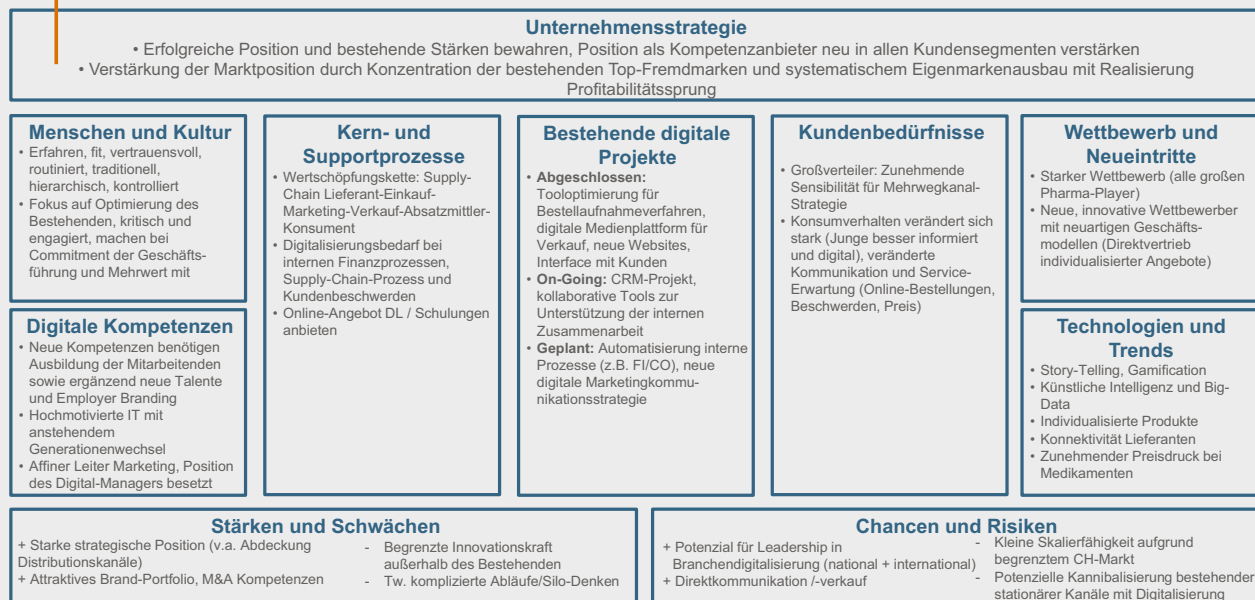 Unternehmensstrategie
• Erfolgreiche Position und bestehende Stärken bewahren, Position als Kompetenzanbieter neu in allen Kundensegmenten verstärken
• Verstärkung der Marktposition durch Konzentration der bestehenden Top-Fremdmarken und systematischem Eigenmarkenausbau mit Realisierung
Profitabilitätssprung
Menschen und Kultur
• Erfahren, fit, vertrauensvoll,
routiniert, traditionell,
hierarchisch, kontrolliert
• Fokus auf Optimierung des
Bestehenden, kritisch und
engagiert, machen bei
Commitment der Geschäfts-
führung und Mehrwert mit
Digitale Kompetenzen
• Neue Kompetenzen benötigen
Ausbildung der Mitarbeitenden
sowie ergänzend neue Talente
und Employer Branding
• Hochmotivierte IT mit
anstehendem
Generationenwechsel
• Affiner Leiter Marketing, Position
des Digital-Managers besetzt
Kern- und
Supportprozesse
• Wertschöpfungskette: Supply-
Chain Lieferant-Einkauf-
Marketing-Verkauf-Absatzmittler-
Konsument
• Digitalisierungsbedarf bei
internen Finanzprozessen,
Supply-Chain-Prozess und
Kundenbeschwerden
• Online-Angebot DL / Schulungen
anbieten
Bestehende digitale
Projekte
• Abgeschlossen:
Tooloptimierung für
Bestellaufnahmeverfahren,
digitale Medienplattform für
Verkauf, neue Websites,
Interface mit Kunden
• On-Going: CRM-Projekt,
kollaborative Tools zur
Unterstützung der internen
Zusammenarbeit
• Geplant: Automatisierung interne
Prozesse (z.B. FI/CO), neue
digitale Marketingkommu-
nikationsstrategie
Kundenbedürfnisse
• Großverteiler: Zunehmende
Sensibilität für Mehrwegkanal-
Strategie
• Konsumverhalten verändert sich
stark (Junge besser informiert
und digital), veränderte
Kommunikation und Service-
Erwartung (Online-Bestellungen,
Beschwerden, Preis)
Wettbewerb und
Neueintritte
• Starker Wettbewerb (alle großen
Pharma-Player)
• Neue, innovative Wettbewerber
mit neuartigen Geschäfts-
modellen (Direktvertrieb
individualisierter Angebote)
Technologien und
Trends
• Story-Telling, Gamification
• Künstliche Intelligenz und Big-
Data
• Individualisierte Produkte
• Konnektivität Lieferanten
• Zunehmender Preisdruck bei
Medikamenten
Stärken und Schwächen
+ Starke strategische Position (v.a. Abdeckung
Distributionskanäle)
+ Attraktives Brand-Portfolio, M&A Kompetenzen
- Begrenzte Innovationskraft
außerhalb des Bestehenden
- Tw. komplizierte Abläufe/Silo-Denken
Chancen und Risiken
+ Potenzial für Leadership in
Branchendigitalisierung (national + international)
+ Direktkommunikation /-verkauf
- Kleine Skalierfähigkeit aufgrund
begrenztem CH-Markt
- Potenzielle Kannibalisierung bestehender
stationärer Kanäle mit Digitalisierung